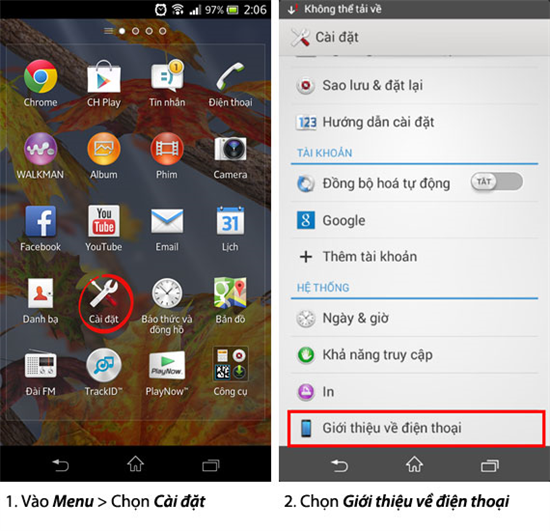 97% 2:06
Chrome
CH Play
1
Tin nhắn
Điện thoại
WALKMAN
Album
Phim
Camera
f
Facebook
You
Tube
YouTube
Email
31
Lịch
Danh bạ
Cài đặt
Báo thức và
đồng hồ
Bản đồ
Đài FM
TrackID™
PlayNow
PlayNow™
Công cụ
1. Vào Menu > Chọn Cài đặt
Không thể tải về
Cài đặt
Sao lưu & đặt lại
123
Hướng dẫn cài đặt
TÀI KHOẢN
Đồng bộ hoá tự động
TẮT
8
Google
+ Thêm tài khoản
HỆ THỐNG
Ngày & giờ
Khả năng truy cập
In
Giới thiệu về điện thoại
2. Chọn Giới thiệu về điện thoại